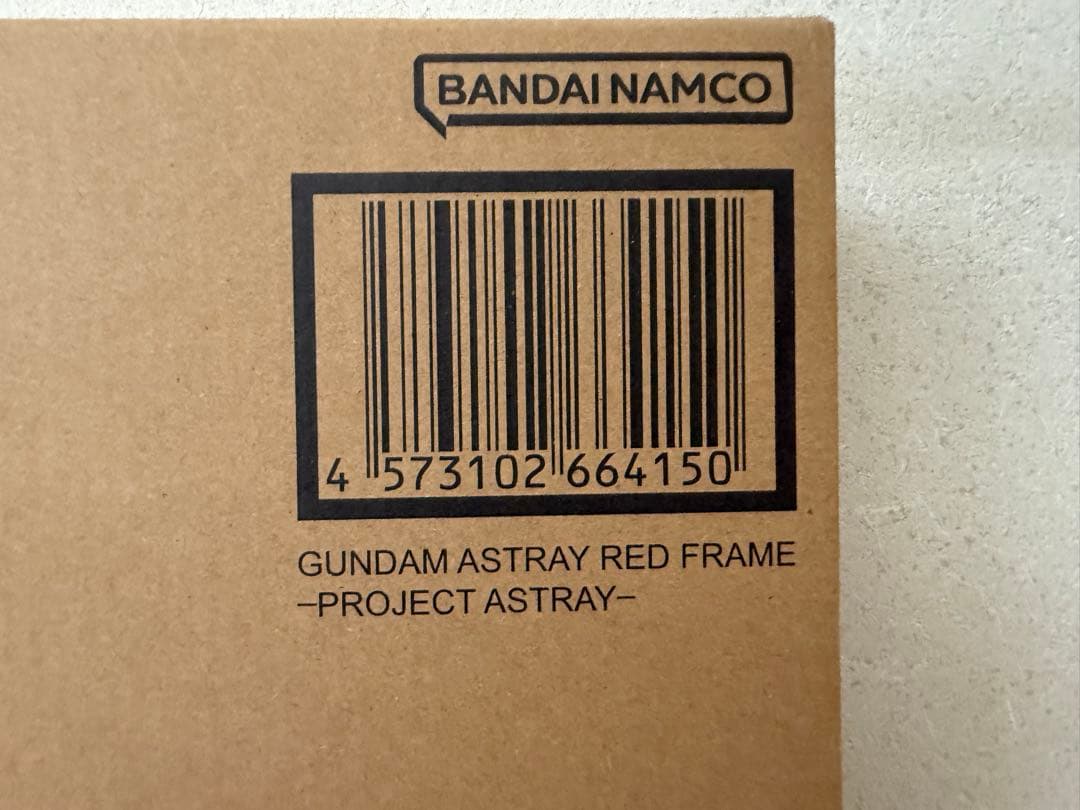 BANDAI NAMCO
4 573102 664150
GUNDAM ASTRAY RED FRAME
–PROJECT ASTRAY–